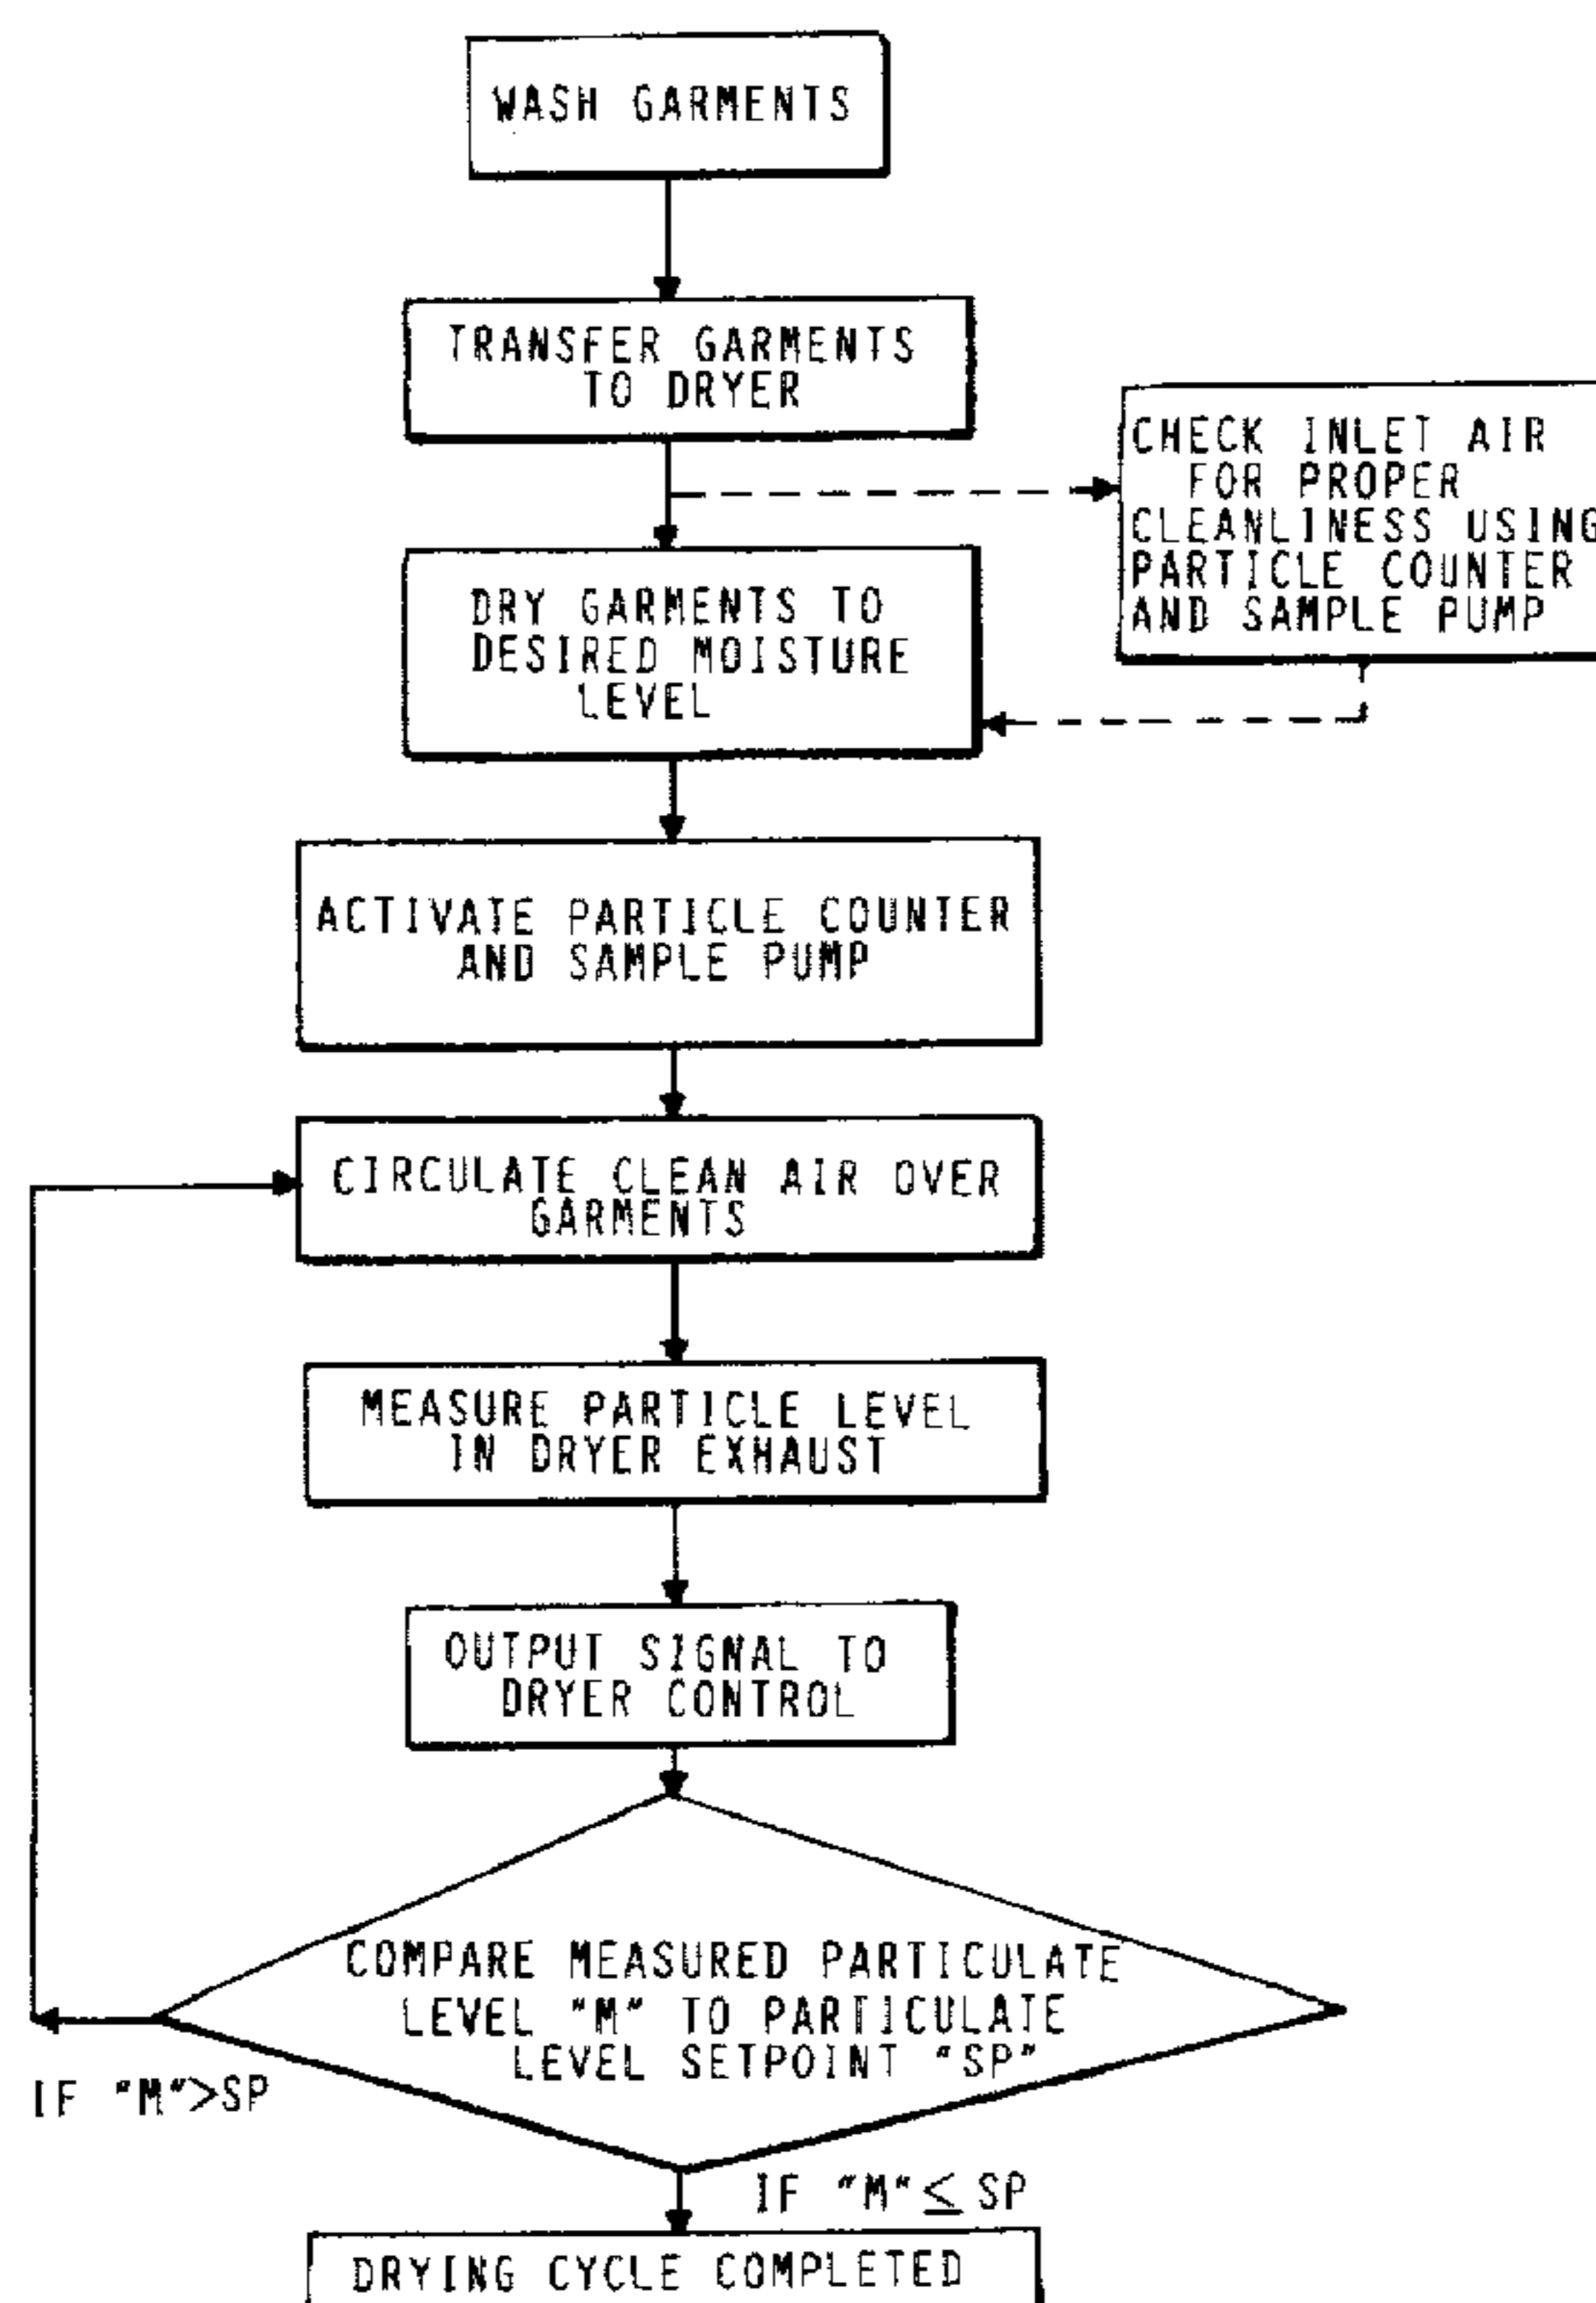 WASH GARMENTS
TRANSFER GARMENTS
TO DRYER
CHECK INLET AIR
FOR PROPER
CLEANLINESS USING
PARTICLE COUNTER
AND SAMPLE PUMP
DRY GARMENTS TO
DESIRED MOISTURE
LEVEL
ACTIVATE PARTICLE COUNTER
AND SAMPLE PUMP
CIRCULATE CLEAN AIR OVER
GARMENTS
MEASURE PARTICLE LEVEL
IN DRYER EXHAUST
OUTPUT SIGNAL TO
DRYER CONTROL
COMPARE MEASURED PARTICULATE
LEVEL "M" TO PARTICULATE
LEVEL SETPOINT "SP"
IF "M">SP
IF "M"≤ SP
DRYING CYCLE COMPLETED